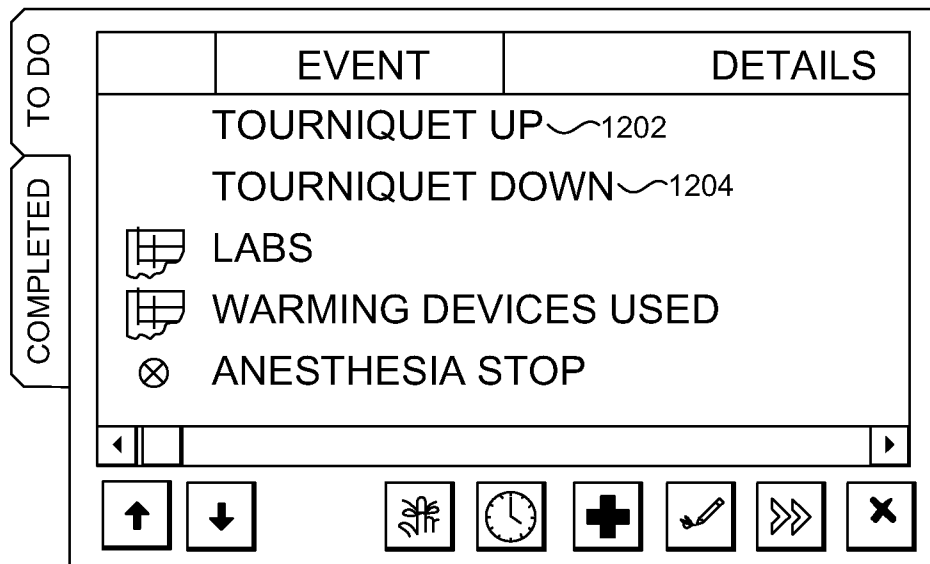 TO DO
COMPLETED
EVENT DETAILS
TOURNIQUET UP 1202
TOURNIQUET DOWN 1204
LABS
WARMING DEVICES USED
ANESTHESIA STOP